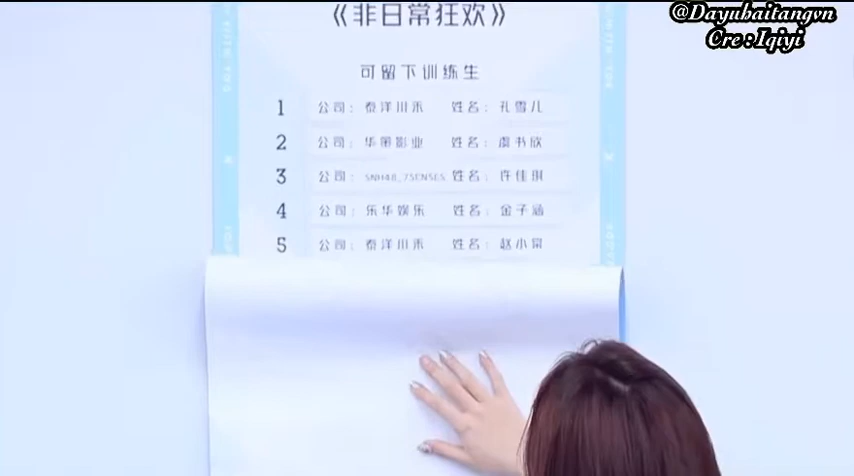 @Dayubaitangvn
Cre : Iqiyi
《非日常狂欢》
可留下训练生
1 公司：泰洋川禾 姓名：孔雪儿
2 公司：华策影业 姓名：虞书欣
3 公司：SNH48_7SENSES 姓名：许佳琪
4 公司：乐华娱乐 姓名：金子涵
5 公司：泰洋川禾 姓名：赵小棠